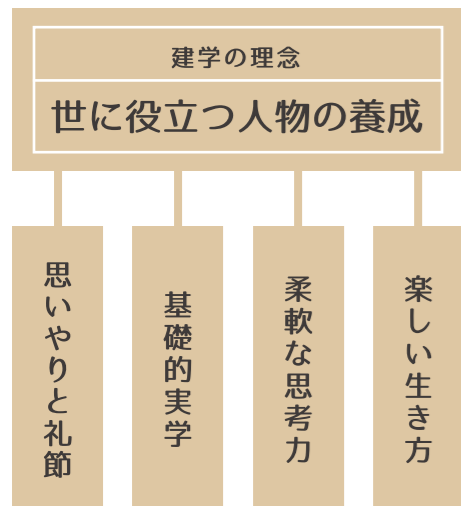 建学の理念
世に役立つ人物の養成
思いやりと礼節
基礎的実学
柔軟な思考力
楽しい生き方